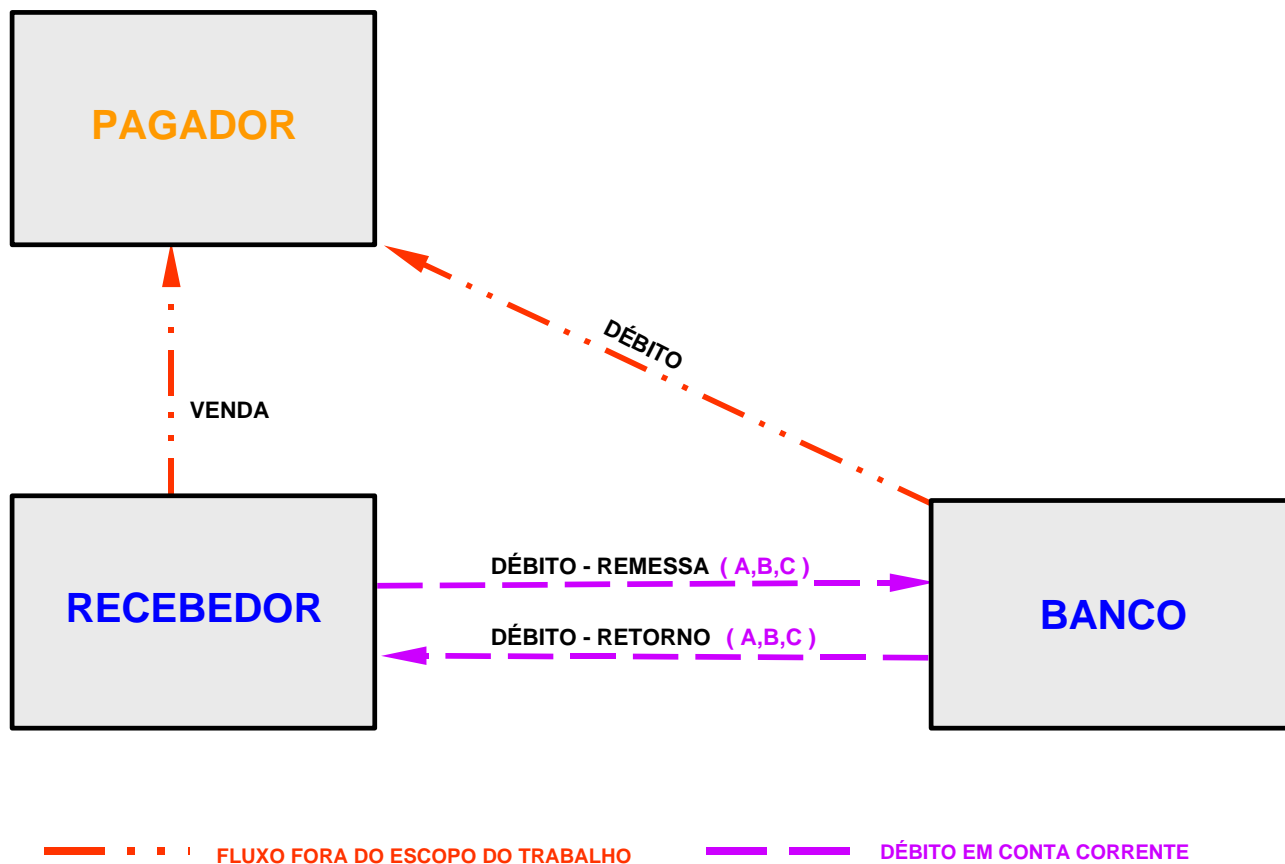 PAGADOR
DÉBITO
VENDA
DÉBITO - REMESSA ( A,B,C )
RECEBEDOR
BANCO
DÉBITO - RETORNO ( A,B,C )
FLUXO FORA DO ESCOPO DO TRABALHO
DÉBITO EM CONTA CORRENTE